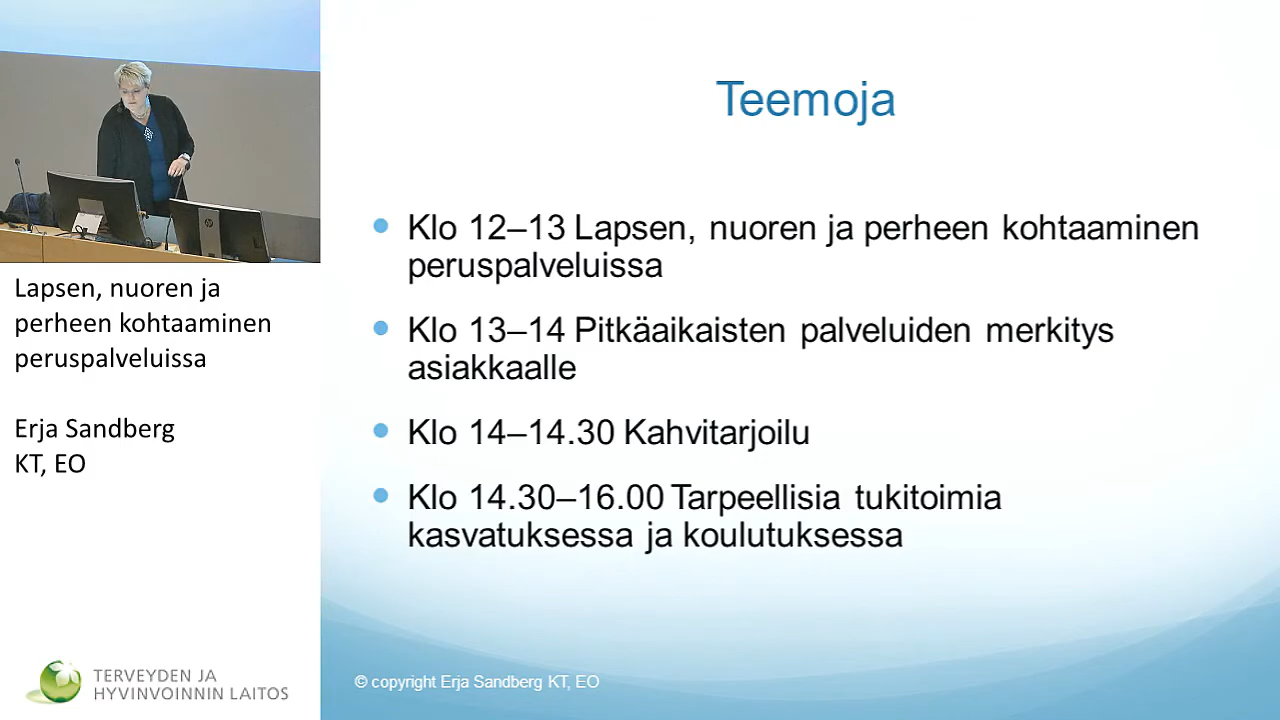 Lapsen, nuoren ja
perheen kohtaaminen
peruspalveluissa
Erja Sandberg
KT, EO
TERVEYDEN JA
HYVINVOINNIN LAITOS
Teemoja
Klo 12–13 Lapsen, nuoren ja perheen kohtaaminen
peruspalveluissa
Klo 13–14 Pitkäaikaisten palveluiden merkitys
asiakkaalle
Klo 14–14.30 Kahvitarjoilu
Klo 14.30–16.00 Tarpeellisia tukitoimia
kasvatuksessa ja koulutuksessa
© copyright Erja Sandberg KT, EO